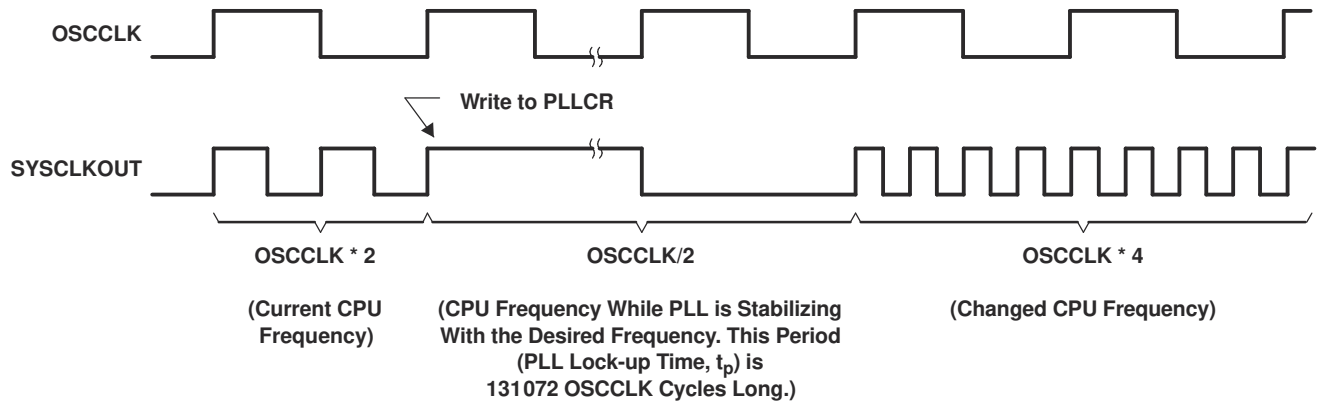 OSCCLK
Write to PLLCR
SYSCLKOUT
OSCCLK * 2
OSCCLK/2
OSCCLK * 4
(Current CPU
Frequency)
(CPU Frequency While PLL is Stabilizing
With the Desired Frequency. This Period
(PLL Lock-up Time, tp) is
131072 OSCCLK Cycles Long.)
(Changed CPU Frequency)